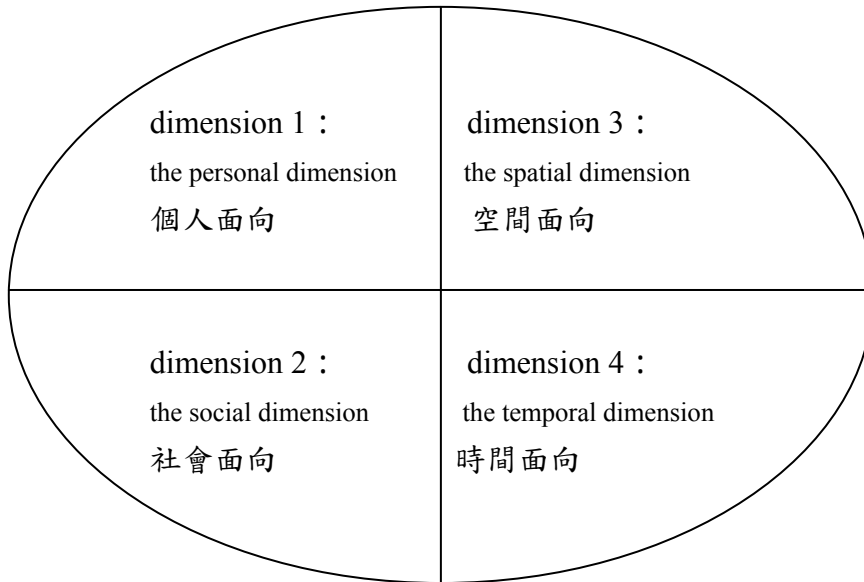 dimension 1：
the personal dimension
個人面向
dimension 3：
the spatial dimension
空間面向
dimension 2：
the social dimension
社會面向
dimension 4：
the temporal dimension
時間面向